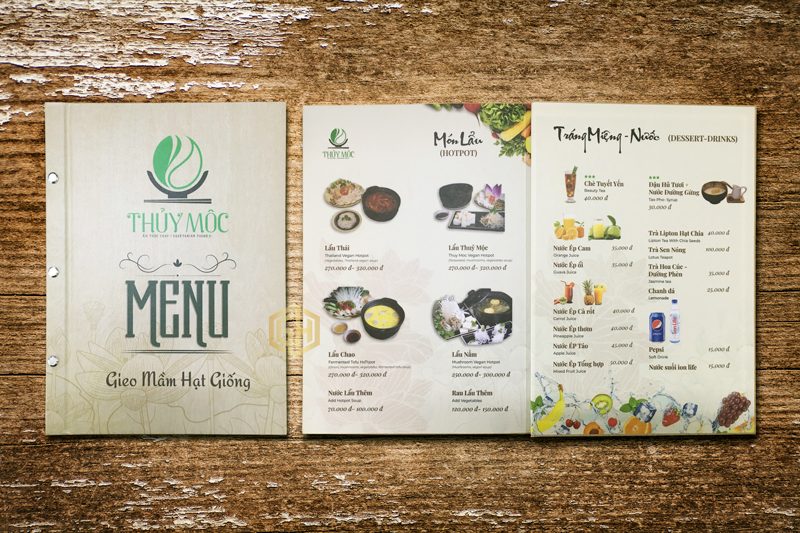 THỦY MỘC
ẨM THỰC CHAY | VEGETARIAN DISHES
MENU
Gieo Mầm Hạt Giống
THỦY MỘC
Món Lẩu
(HOTPOT)
Lẩu Thái
Thailand Vegan Hotpot
270.000 đ- 320.000 đ
Lẩu Thuỷ Mộc
Thuy Moc Vegan Hotpot
270.000 đ- 320.000 đ
Lẩu Chao
Fermented Tofu Hotpot
270.000 đ- 320.000 đ
Lẩu Nấm
Mushroom Vegan Hotpot
250.000 đ- 300.000 đ
Nước Lẩu Thêm
Add Hotpot Soup
70.000 đ- 100.000 đ
Rau Lẩu Thêm
Add Vegetables
120.000 đ- 150.000 đ
Tráng Miệng - Nước (DESSERT-DRINKS)
Chè Tuyết Yến
Beauty Tea
40.000 đ
Đậu Hũ Tươi +
Nước Đường Gừng
Tao Pho- Syrup
30.000 đ
Nước Ép Cam 35.000 đ
Orange Juice
Nước Ép ổi 35.000 đ
Guava Juice
Nước Ép Cà rốt 40.000 đ
Carrot Juice
Nước Ép thơm 40.000 đ
Pineapple Juice
Nước ÉP Táo 45.000 đ
Apple Juice
Nước Ép Tổng hợp 50.000 đ
Mixed Fruit Juice
Trà Lipton Hạt Chia 40.000 đ
Lipton Tea With Chia Seeds
Trà Sen Nóng 100.000 đ
Lotus Teapot
Trà Hoa Cúc -
Đường Phèn 35.000 đ
Jasmine tea
Chanh đá 25.000 đ
Lemonade
pepsi
Pepsi 15.000 đ
Soft Drink
Nước suối ion life 15.000 đ